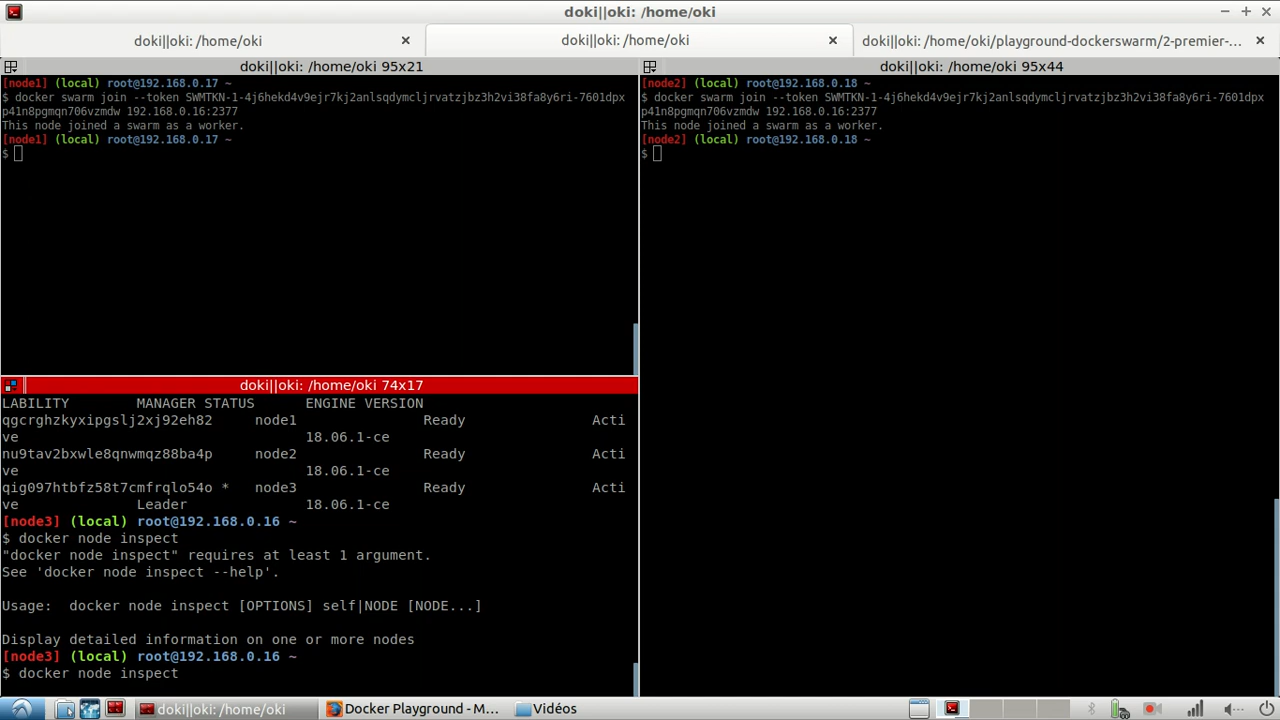 doki||oki: /home/oki
doki||oki: /home/oki
doki||oki: /home/oki
doki||oki: /home/oki/playground-dockerswarm/2-premier-...
doki||oki: /home/oki 95x21
[node1] (local) root@192.168.0.17 ~
$ docker swarm join --token SWMTKN-1-4j6hekd4v9ejr7kj2anlsqdymcljrvatzjbz3h2vi38fa8y6ri-7601dpx
p41n8pgmqn706vzmdw 192.168.0.16:2377
This node joined a swarm as a worker.
[node1] (local) root@192.168.0.17 ~
$
doki||oki: /home/oki 95x44
[node2] (local) root@192.168.0.18 ~
$ docker swarm join --token SWMTKN-1-4j6hekd4v9ejr7kj2anlsqdymcljrvatzjbz3h2vi38fa8y6ri-7601dpx
p41n8pgmqn706vzmdw 192.168.0.16:2377
This node joined a swarm as a worker.
[node2] (local) root@192.168.0.18 ~
$
doki||oki: /home/oki 74x17
LABILITY        MANAGER STATUS      ENGINE VERSION
qgcrghzkyxipgslj2xj92eh82     node1               Ready               Acti
ve                                  18.06.1-ce
nu9tav2bxwle8qnwmqz88ba4p     node2               Ready               Acti
ve                                  18.06.1-ce
qig097htbfz58t7cmfrqlo54o *   node3               Ready               Acti
ve              Leader              18.06.1-ce
[node3] (local) root@192.168.0.16 ~
$ docker node inspect
"docker node inspect" requires at least 1 argument.
See 'docker node inspect --help'.
Usage:  docker node inspect [OPTIONS] self|NODE [NODE...]
Display detailed information on one or more nodes
[node3] (local) root@192.168.0.16 ~
$ docker node inspect
doki||oki: /home/oki
Docker Playground - M...
Vidéos